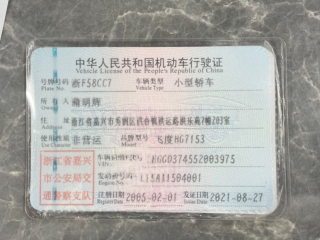 中华人民共和国机动车行驶证
Vehicle License of the People's Republic of China
号牌号码 浙F58CC7 车辆类型 小型轿车
Plate No. Vehicle Type
所有人
Owner
住址 浙江省嘉兴市秀洲区
Address
使用性质 非营运 品牌型号 飞度HG7153
Use Character Model
浙江省嘉兴 车辆识别代号
VIN
市公安局交 发动机号码 L15A11504001
Engine No.
通警察支队 注册日期 2005-02-01 发证日期 2021-08-27
Register Date Issue Date